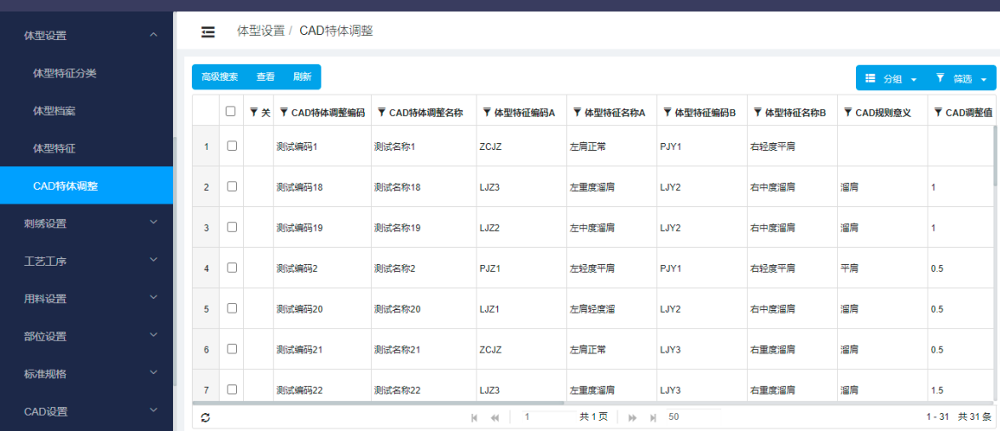 体型设置
体型特征分类
体型档案
体型特征
CAD特体调整
刺绣设置
工艺工序
用料设置
部位设置
标准规格
CAD设置
体型设置 / CAD特体调整
高级搜索 查看 刷新
分组 筛选
关 CAD特体调整编码 CAD特体调整名称 体型特征编码A 体型特征名称A 体型特征编码B 体型特征名称B CAD规则意义 CAD调整值
1 测试编码1 测试名称1 ZCJZ 左肩正常 PJY1 右轻度平肩
2 测试编码18 测试名称18 LJZ3 左重度溜肩 LJY2 右中度溜肩 溜肩 1
3 测试编码19 测试名称19 LJZ2 左中度溜肩 LJY2 右中度溜肩 溜肩 1
4 测试编码2 测试名称2 PJZ1 左轻度平肩 PJY1 右轻度平肩 平肩 0.5
5 测试编码20 测试名称20 LJZ1 左肩轻度溜 LJY2 右中度溜肩 溜肩 0.5
6 测试编码21 测试名称21 ZCJZ 左肩正常 LJY3 右重度溜肩 溜肩 0.5
7 测试编码22 测试名称22 LJZ3 左重度溜肩 LJY3 右重度溜肩 溜肩 1.5
1 共 1 页 50 1 - 31 共 31 条